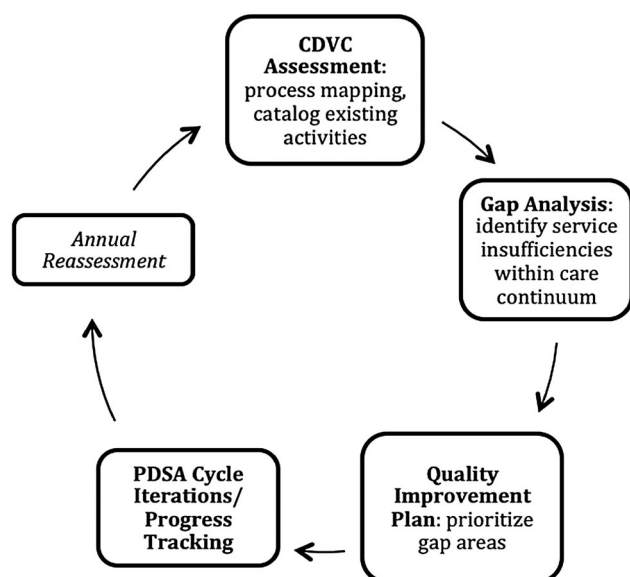 CDVC
Assessment:
process mapping,
catalog existing
activities
Gap Analysis:
identify service
insufficiencies
within care
continuum
Quality
Improvement
Plan: prioritize
gap areas
PDSA Cycle
Iterations/
Progress
Tracking
Annual
Reassessment